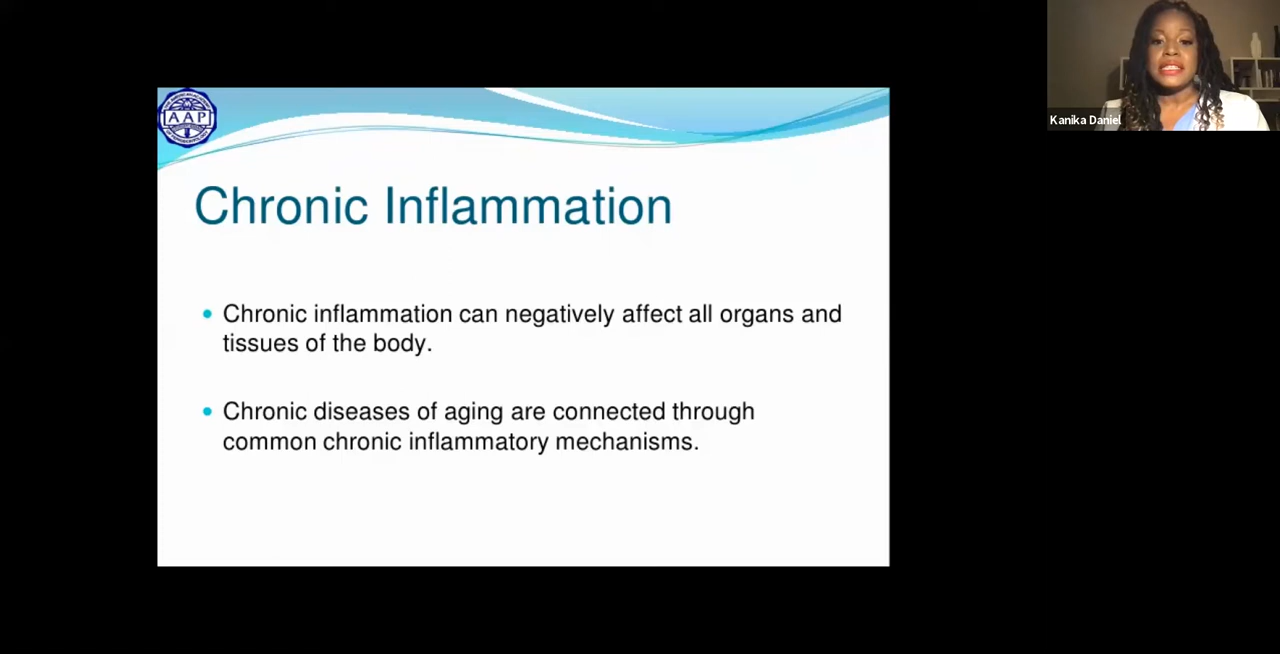 AAP
Kanika Daniel
Chronic Inflammation
• Chronic inflammation can negatively affect all organs and
tissues of the body.
• Chronic diseases of aging are connected through
common chronic inflammatory mechanisms.